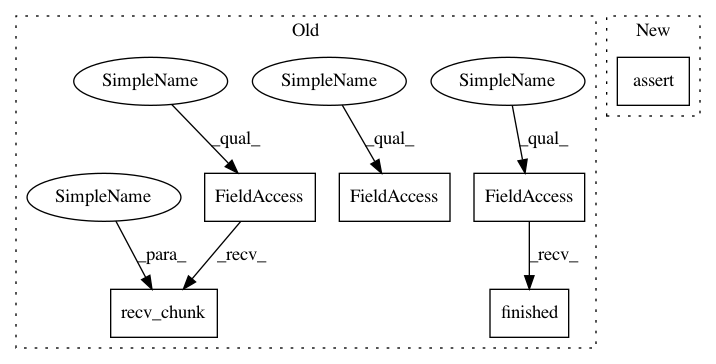 Old
New
SimpleName
SimpleName
SimpleName
assert
_qual_
_qual_
_qual_
SimpleName
FieldAccess
FieldAccess
FieldAccess
_para_
_recv_
_recv_
recv_chunk
finished